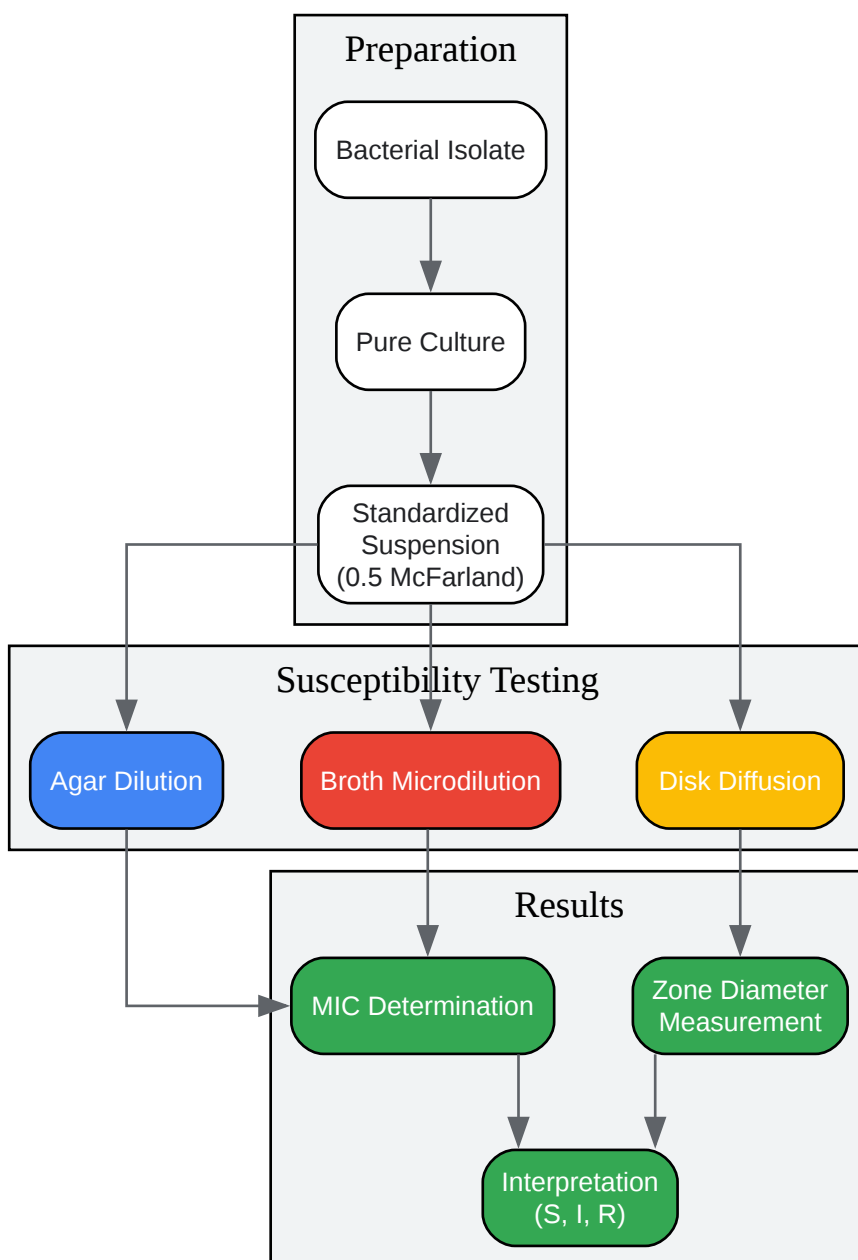 Preparation
Bacterial Isolate
Pure Culture
Standardized
Suspension
(0.5 McFarland)
Susceptibility Testing
Agar Dilution
Broth Microdilution
Disk Diffusion
Results
MIC Determination
Zone Diameter
Measurement
Interpretation
(S, I, R)